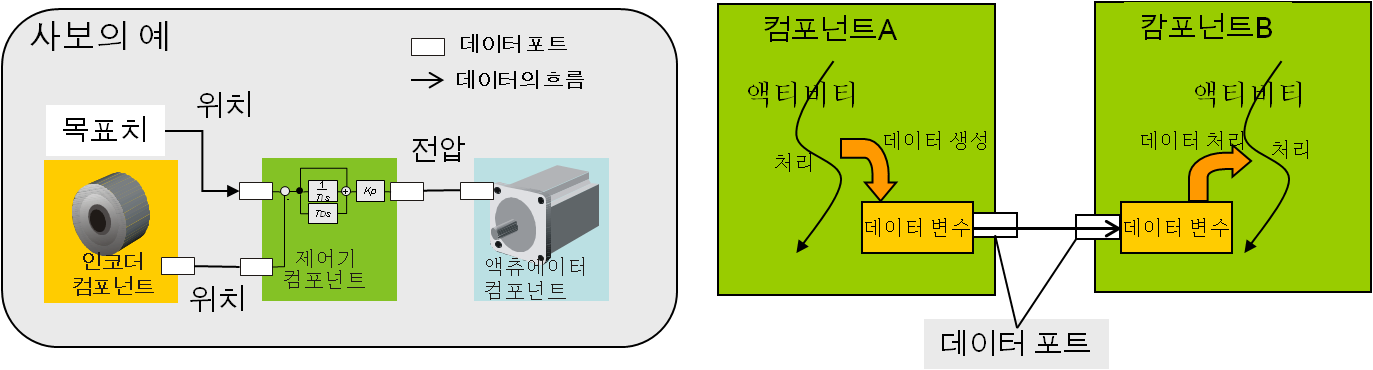 사보의 예
데이터 포트
데이터의 흐름
위치
목표치
전압
1
TIs
TDs
Kp
인코더
컴포넌트
위치
제어기
컴포넌트
액츄에이터
컴포넌트
컴포넌트A
액티비티
처리
데이터 생성
데이터 변수
캄포넌트B
액티비티
데이터 처리
처리
데이터 변수
데이터 포트